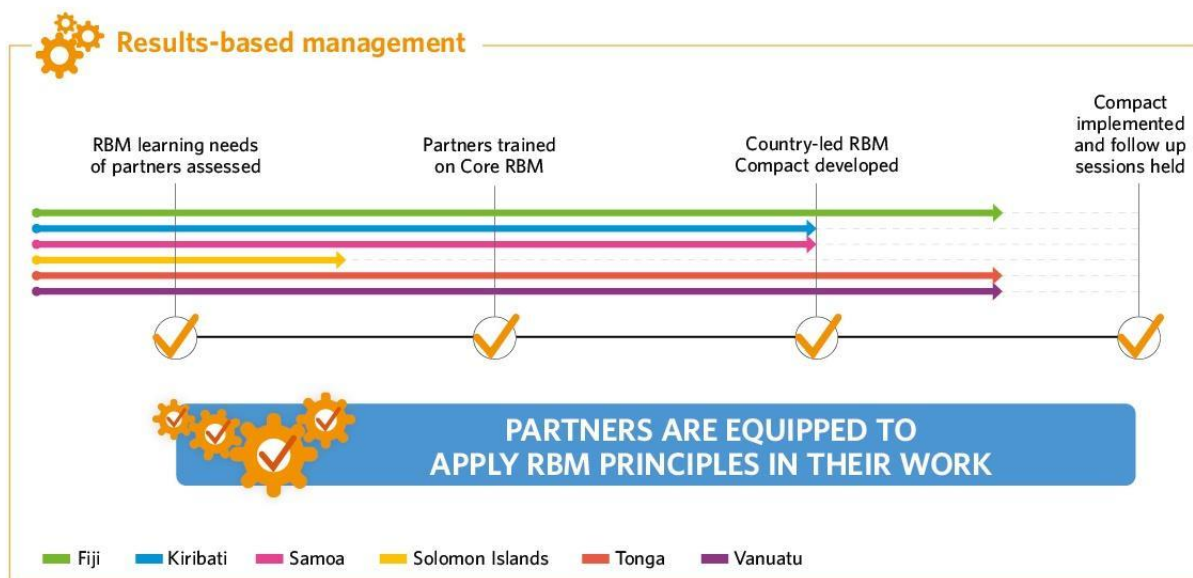 Results-based management
RBM learning needs
of partners assessed
Partners trained
on Core RBM
Country-led RBM
Compact developed
Compact
implemented
and follow up
sessions held
PARTNERS ARE EQUIPPED TO
APPLY RBM PRINCIPLES IN THEIR WORK
Fiji
Kiribati
Samoa
Solomon Islands
Tonga
Vanuatu